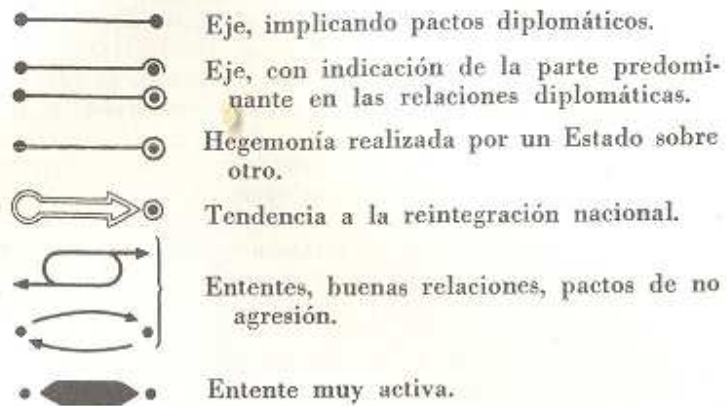 Eje, implicando pactos diplomáticos.
Eje, con indicación de la parte predomi-
nante en las relaciones diplomáticas.
Hegemonía realizada por un Estado sobre
otro.
Tendencia a la reintegración nacional.
Ententes, buenas relaciones, pactos de no
agresión.
Entente muy activa.